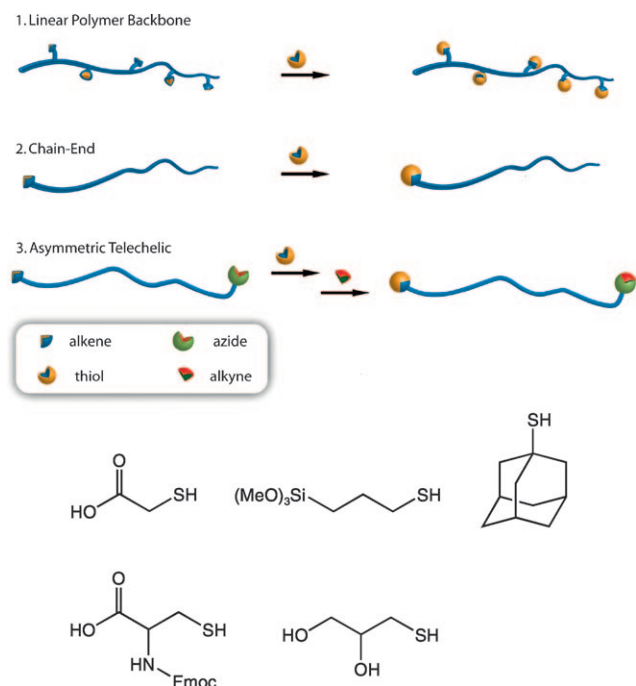 1. Linear Polymer Backbone
2. Chain-End
3. Asymmetric Telechelic
alkene
azide
thiol
alkyne
SH
O
HO
SH
(MeO)3Si
SH
O
HO
SH
HN
Fmoc
HO
OH
SH